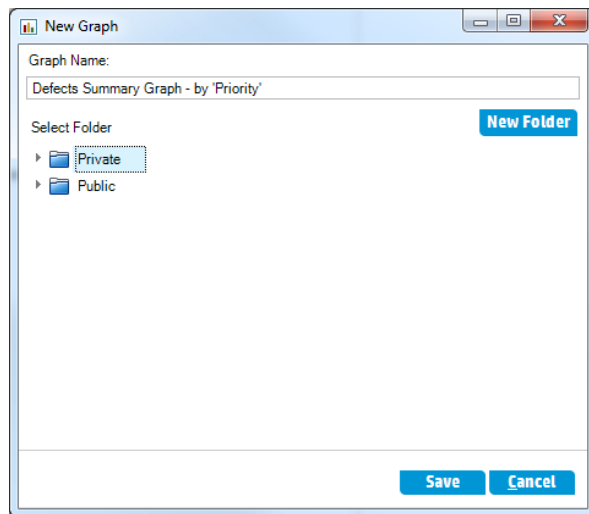 New Graph
Graph Name:
Defects Summary Graph - by 'Priority'
Select Folder
New Folder
Private
Public
Save
Cancel